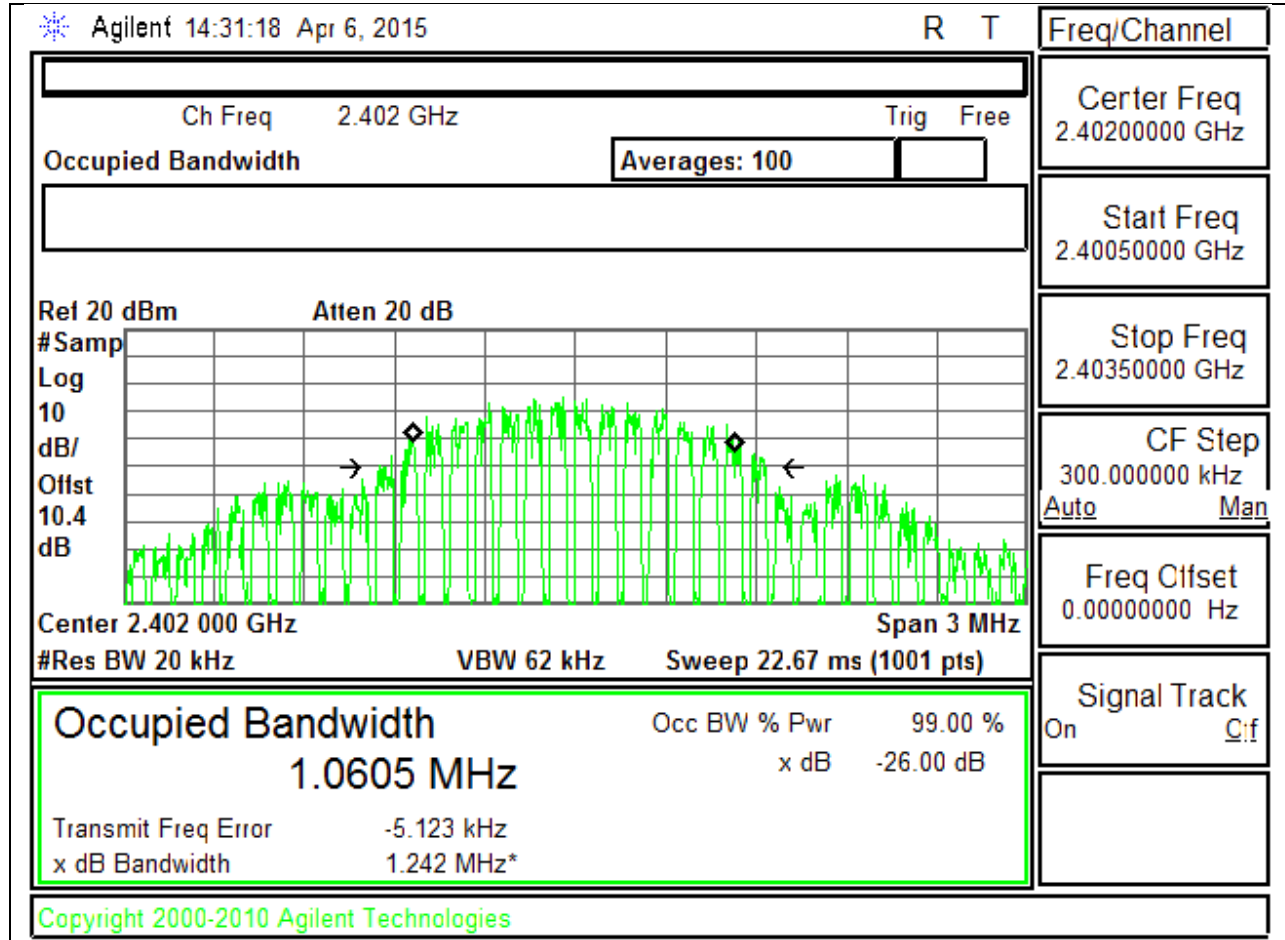 Agilent 14:31:18 Apr 6, 2015 R T
Freq/Channel
Ch Freq 2.402 GHz Trig Free
Occupied Bandwidth Averages: 100
Center Freq
2.40200000 GHz
Start Freq
2.40050000 GHz
Stop Freq
2.40350000 GHz
CF Step
300.000000 kHz
Auto Man
Freq Offset
0.00000000 Hz
Signal Track
On Off
Ref 20 dBm Atten 20 dB
#Samp
Log
10
dB/
Offst
10.4
dB
Center 2.402 000 GHz Span 3 MHz
#Res BW 20 kHz VBW 62 kHz Sweep 22.67 ms (1001 pts)
Occupied Bandwidth Occ BW % Pwr 99.00 %
1.0605 MHz x dB -26.00 dB
Transmit Freq Error -5.123 kHz
x dB Bandwidth 1.242 MHz*
Copyright 2000-2010 Agilent Technologies